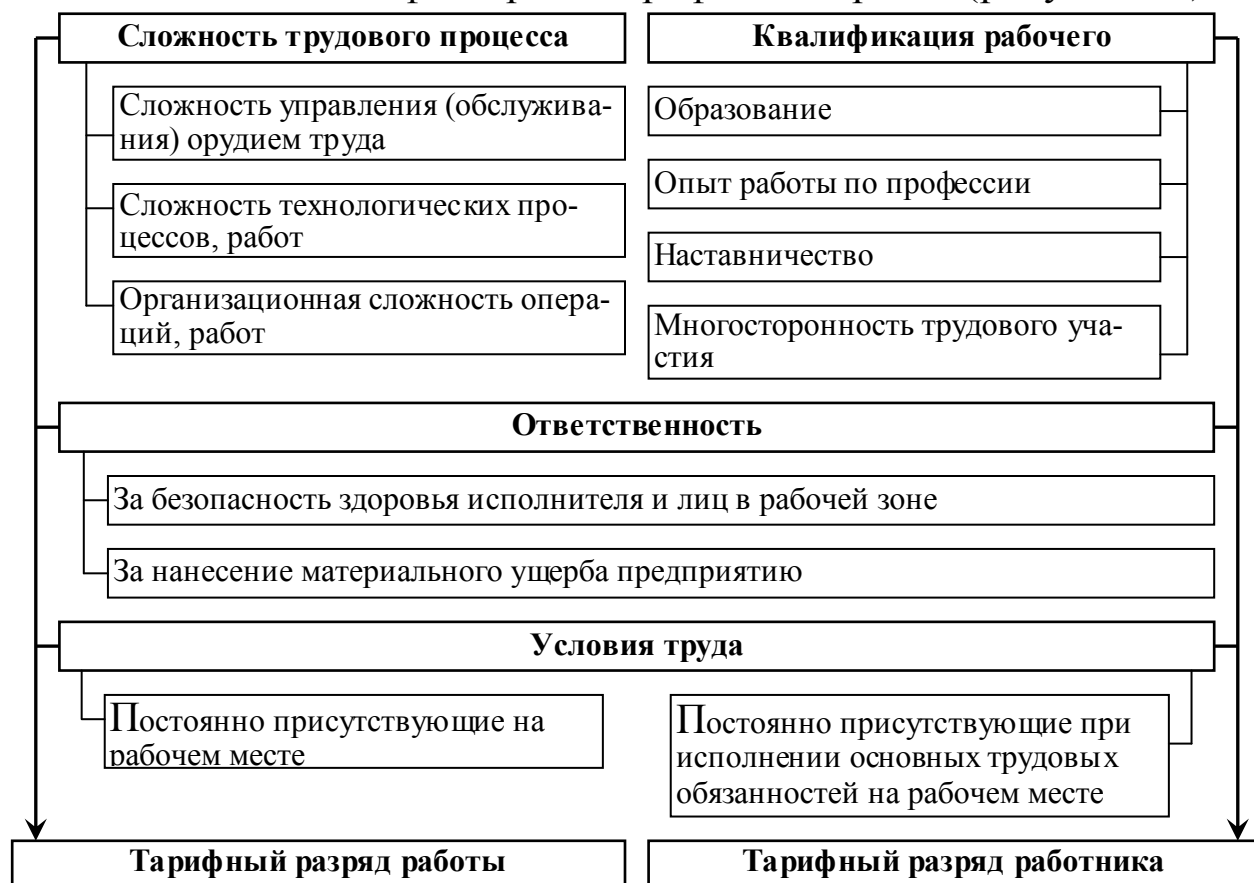 Сложность трудового процесса
Сложность управления (обслужива-
ния) орудием труда
Сложность технологических про-
цессов, работ
Организационная сложность опера-
ций, работ
Квалификация рабочего
Образование
Опыт работы по профессии
Наставничество
Многосторонность трудового уча-
стия
Ответственность
За безопасность здоровья исполнителя и лиц в рабочей зоне
За нанесение материального ущерба предприятию
Условия труда
Постоянно присутствующие на
рабочем месте
Постоянно присутствующие при
исполнении основных трудовых
обязанностей на рабочем месте
Тарифный разряд работы
Тарифный разряд работника